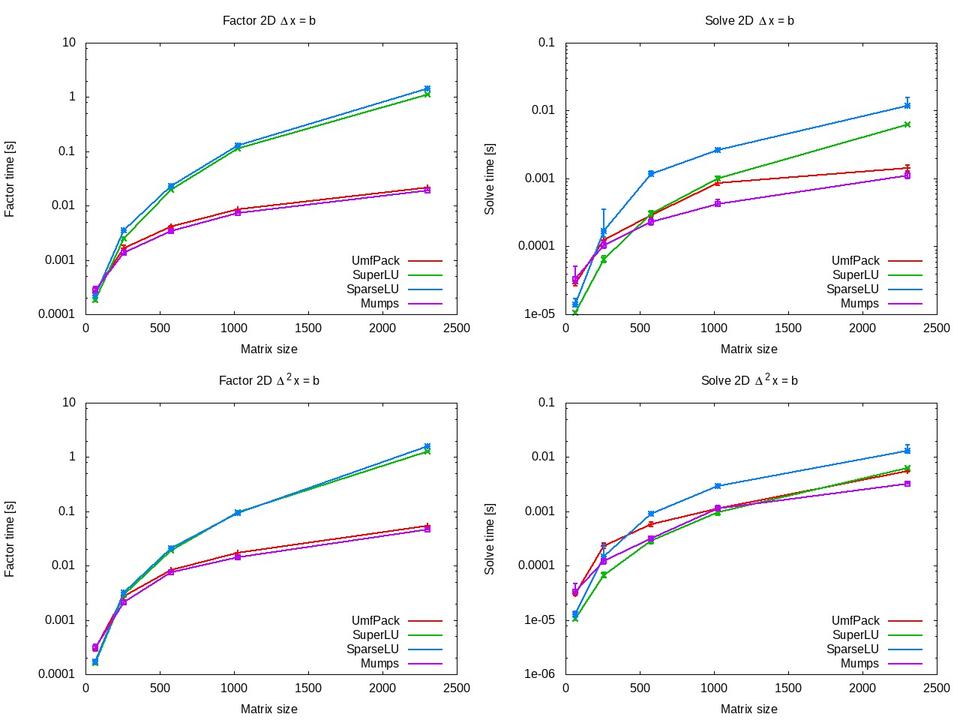 Factor 2D Δ x = b
Factor time [s]
10
1
0.1
0.01
0.001
0.0001
0
500
1000
1500
2000
2500
Matrix size
UmfPack
SuperLU
SparseLU
Mumps
Solve 2D Δ x = b
Solve time [s]
0.1
0.01
0.001
0.0001
1e-05
0
500
1000
1500
2000
2500
Matrix size
UmfPack
SuperLU
SparseLU
Mumps
Factor 2D Δ² x = b
Factor time [s]
10
1
0.1
0.01
0.001
0.0001
0
500
1000
1500
2000
2500
Matrix size
UmfPack
SuperLU
SparseLU
Mumps
Solve 2D Δ² x = b
Solve time [s]
0.1
0.01
0.001
0.0001
1e-05
1e-06
0
500
1000
1500
2000
2500
Matrix size
UmfPack
SuperLU
SparseLU
Mumps